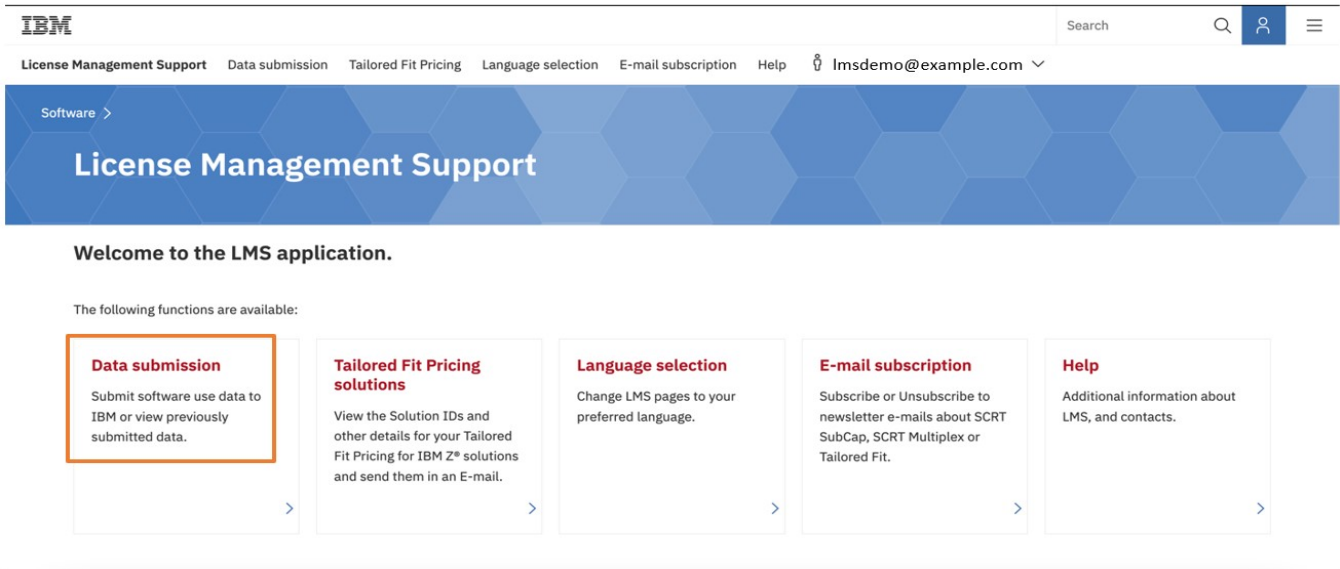 IBM
Search
License Management Support Data submission Tailored Fit Pricing Language selection E-mail subscription Help lmsdemo@example.com
Software >
License Management Support
Welcome to the LMS application.
The following functions are available:
Data submission
Submit software use data to
IBM or view previously
submitted data.
Tailored Fit Pricing
solutions
View the Solution IDs and
other details for your Tailored
Fit Pricing for IBM Z® solutions
and send them in an E-mail.
Language selection
Change LMS pages to your
preferred language.
E-mail subscription
Subscribe or Unsubscribe to
newsletter e-mails about SCRT
SubCap, SCRT Multiplex or
Tailored Fit.
Help
Additional information about
LMS, and contacts.